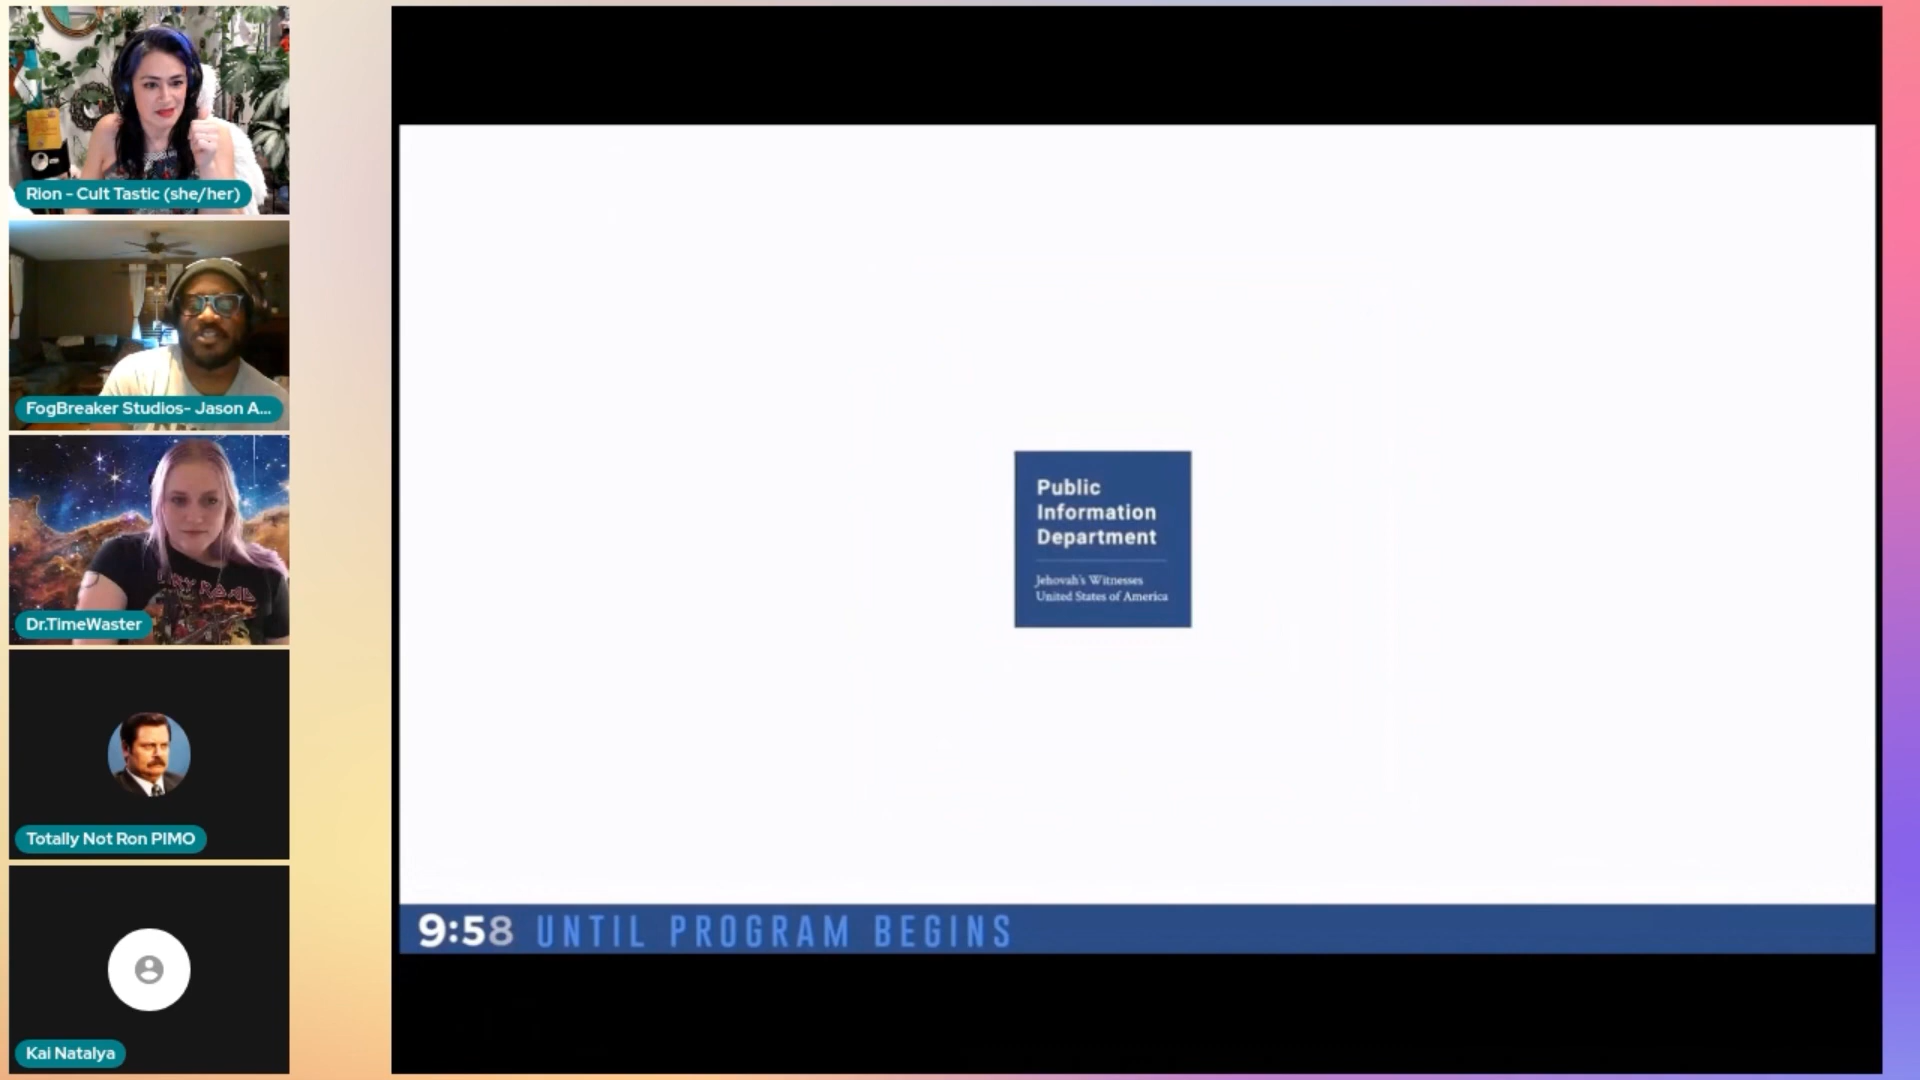 Rion - Cult Tastic (she/her)
FogBreaker Studios- Jason A...
Dr.TimeWaster
Totally Not Ron PIMO
Kai Natalya
Public
Information
Department
Jehovah's Witnesses
United States of America
9:58 UNTIL PROGRAM BEGINS